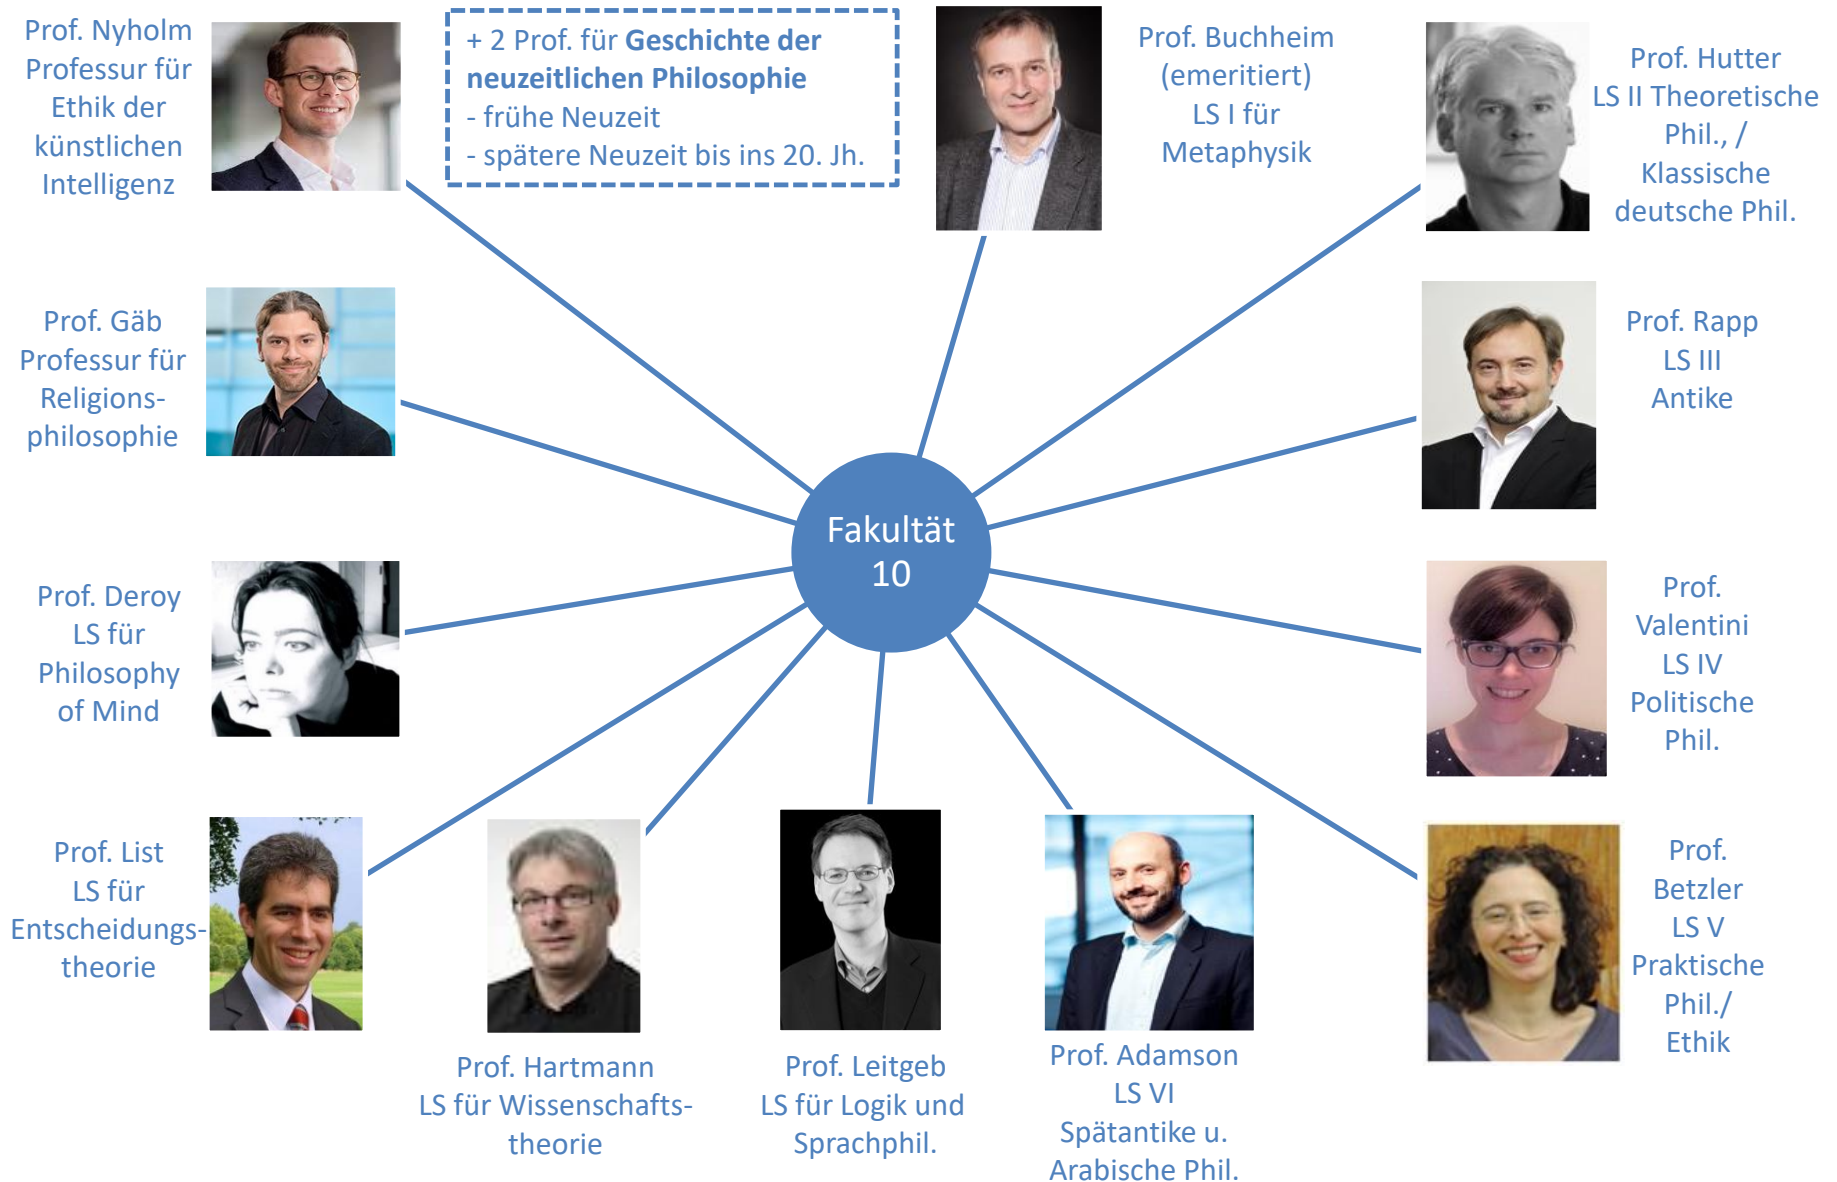 Prof. Nyholm
Professur für
Ethik der
künstlichen
Intelligenz
+ 2 Prof. für Geschichte der
neuzeitlichen Philosophie
- frühe Neuzeit
- spätere Neuzeit bis ins 20. Jh.
Prof. Buchheim
(emeritiert)
LS I für
Metaphysik
Prof. Hutter
LS II Theoretische
Phil., /
Klassische
deutsche Phil.
Prof. Gäb
Professur für
Religions-
philosophie
Prof. Rapp
LS III
Antike
Fakultät
10
Prof. Deroy
LS für
Philosophy
of Mind
Prof.
Valentini
LS IV
Politische
Phil.
Prof. List
LS für
Entscheidungs-
theorie
Prof.
Betzler
LS V
Praktische
Phil./
Ethik
Prof. Hartmann
LS für Wissenschafts-
theorie
Prof. Leitgeb
LS für Logik und
Sprachphil.
Prof. Adamson
LS VI
Spätantike u.
Arabische Phil.